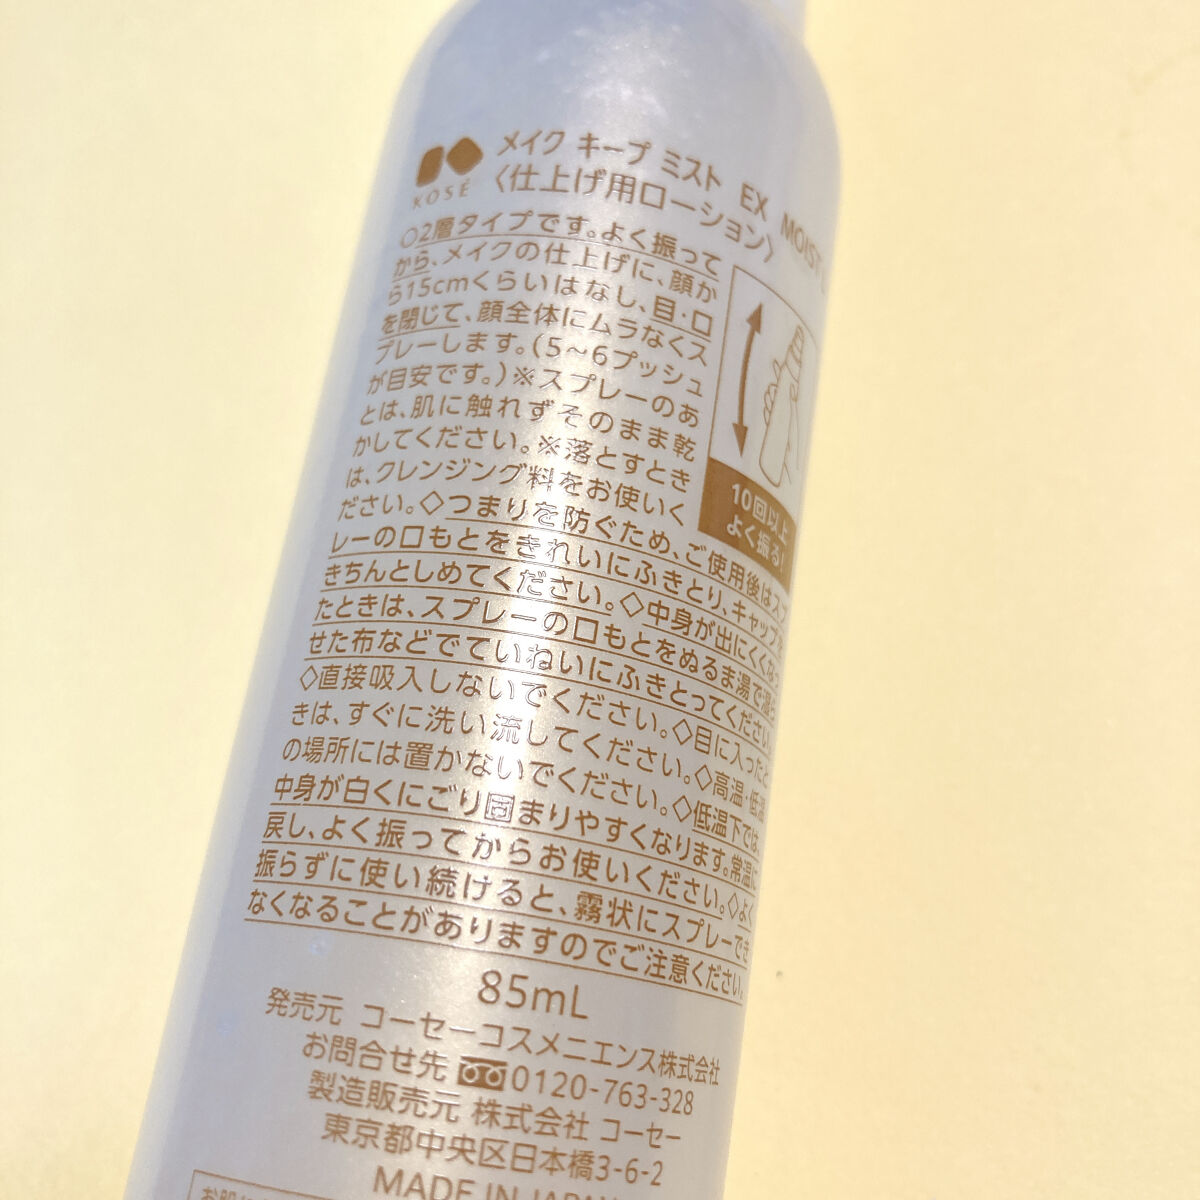 KOSÉ
メイク キープ ミスト EX MOIST
〈仕上げ用ローション〉
○2層タイプです。よく振って
から、メイクの仕上げに、顔か
ら15cmくらいはなし、目・口
を閉じて、顔全体にムラなくス
プレーします。(5~6プッシュ
が目安です。)※スプレーのあ
とは、肌に触れずそのまま乾
かしてください。※落とすとき
は、クレンジング料をお使いく
ださい。◇つまりを防ぐため、ご使用後はスプ
レーの口もとをきれいにふきとり、キャップを
きちんとしめてください。◇中身が出にくくなっ
たときは、スプレーの口もとをぬるま湯で湿ら
せた布などでていねいにふきとってください。
◇直接吸入しないでください。◇目に入ったと
きは、すぐに洗い流してください。◇高温・低温
の場所には置かないでください。◇低温下では、
中身が白くにごり固まりやすくなります。常温に
戻し、よく振ってからお使いください。◇よく
振らずに使い続けると、霧状にスプレーでき
なくなることがありますのでご注意ください。
10回以上
よく振る!
85mL
発売元 コーセーコスメニエンス株式会社
お問合せ先 0120-763-328
製造販売元 株式会社 コーセー
東京都中央区日本橋3-6-2
MADE IN JAPAN
お肌に